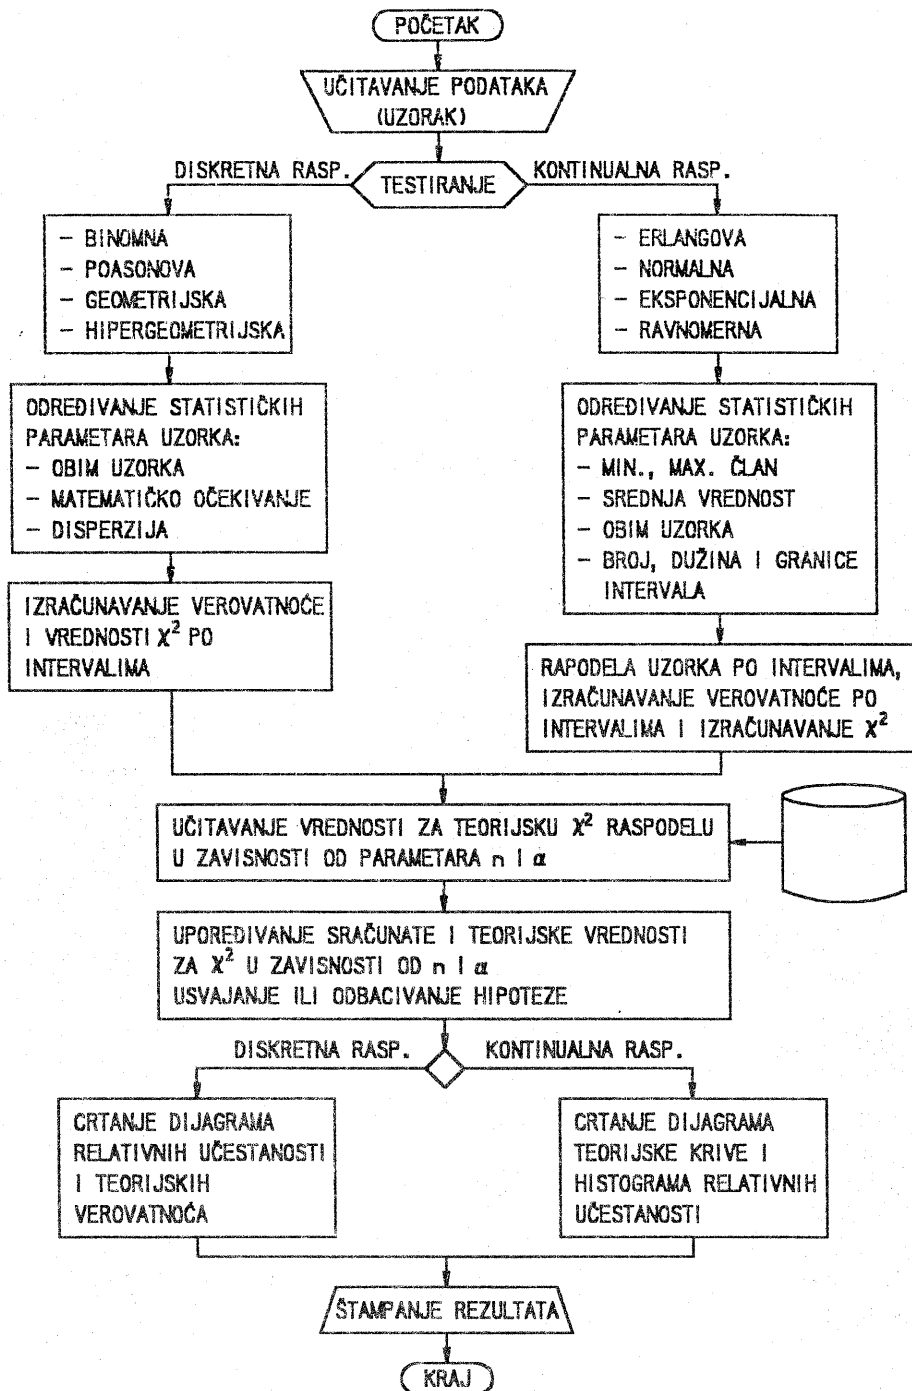 POČETAK
UČITAVANJE PODATAKA
(UZORAK)
DISKRETNA RASP.
TESTIRANJE
KONTINUALNA RASP.
- BINOMNA
- POASONOVA
- GEOMETRIJSKA
- HIPERGEOMETRIJSKA
- ERLANGOVA
- NORMALNA
- EKSPONENCIJALNA
- RAVNOMERNA
ODREĐIVANJE STATISTIČKIH
PARAMETARA UZORKA:
- OBIM UZORKA
- MATEMATIČKO OČEKIVANJE
- DISPERZIJA
ODREĐIVANJE STATISTIČKIH
PARAMETARA UZORKA:
- MIN., MAX. ČLAN
- SREDNJA VREDNOST
- OBIM UZORKA
- BROJ, DUŽINA I GRANICE
INTERVALA
IZRAČUNAVANJE VEROVATNOĆE
I VREDNOSTI χ² PO
INTERVALIMA
RAPODELA UZORKA PO INTERVALIMA,
IZRAČUNAVANJE VEROVATNOĆE PO
INTERVALIMA I IZRAČUNAVANJE χ²
UČITAVANJE VREDNOSTI ZA TEORIJSKU χ² RASPODELU
U ZAVISNOSTI OD PARAMETARA n I α
UPOREĐIVANJE SRAČUNATE I TEORIJSKE VREDNOSTI
ZA χ² U ZAVISNOSTI OD n I α
USVAJANJE ILI ODBACIVANJE HIPOTEZE
DISKRETNA RASP.
KONTINUALNA RASP.
CRTANJE DIJAGRAMA
RELATIVNIH UČESTANOSTI
I TEORIJSKIH
VEROVATNOĆA
CRTANJE DIJAGRAMA
TEORIJSKE KRIVE I
HISTOGRAMA RELATIVNIH
UČESTANOSTI
ŠTAMPANJE REZULTATA
KRAJ